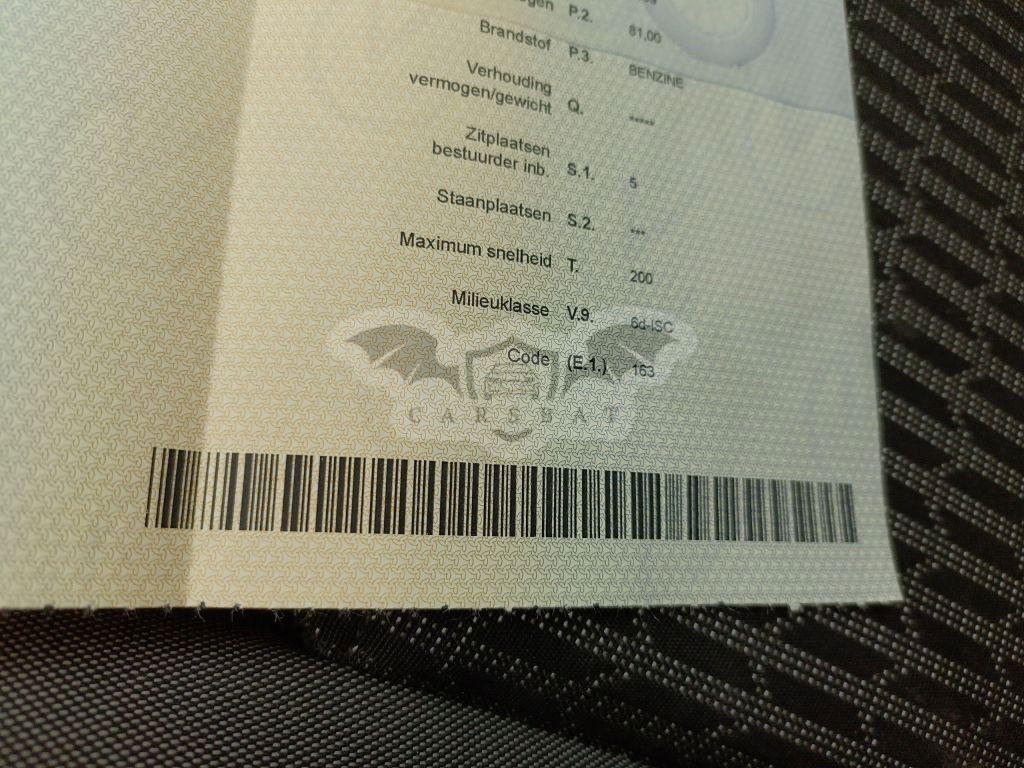 P.2. 81,00
Brandstof P.3. BENZINE
Verhouding
vermogen/gewicht Q. *****
Zitplaatsen
bestuurder inb. S.1. 5
Staanplaatsen S.2. ***
Maximum snelheid T. 200
Milieuklasse V.9. 6d-ISC
Code (E.1.) 163
CARSBAT